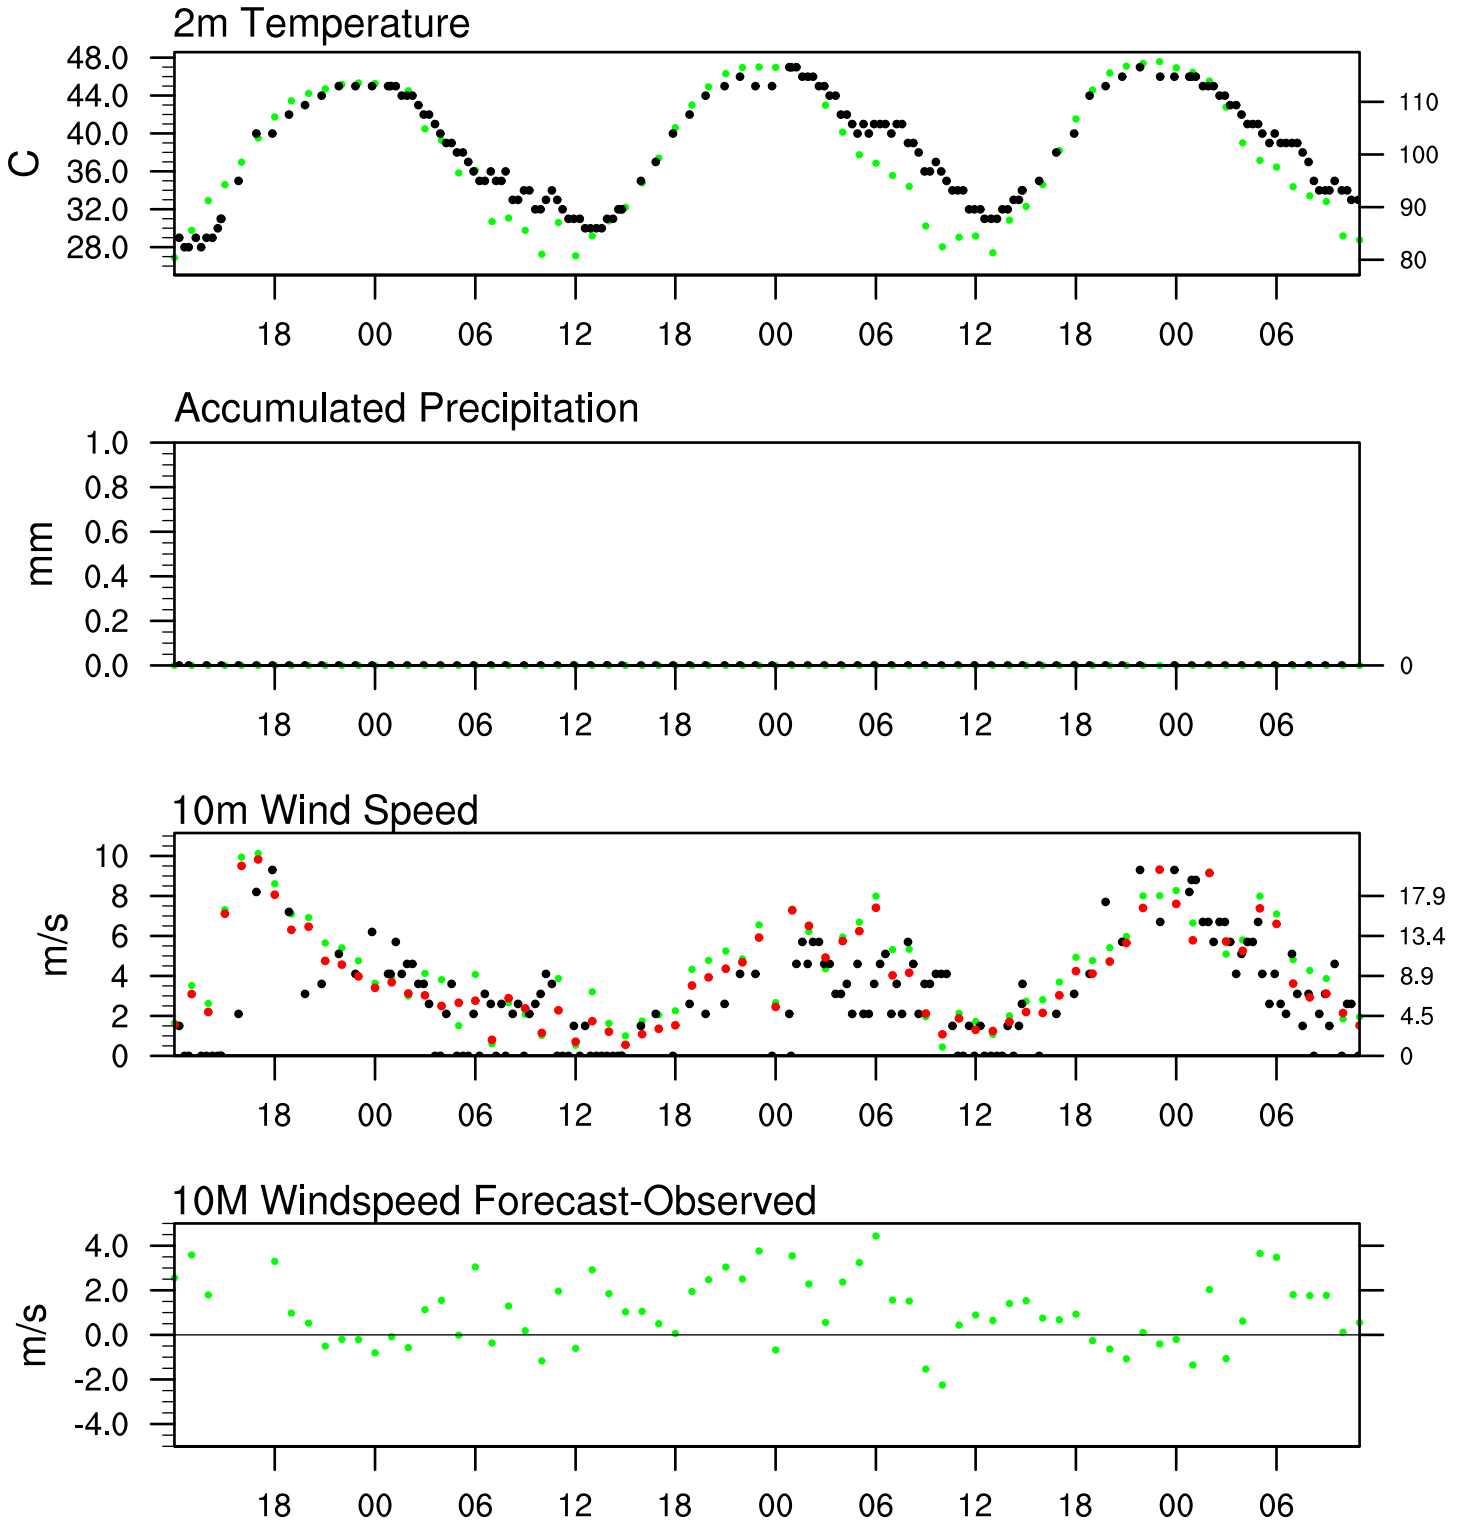 2m Temperature
48.0
44.0
40.0
36.0
32.0
28.0
C
110
100
90
80
18 00 06 12 18 00 06 12 18 00 06
Accumulated Precipitation
1.0
0.8
0.6
0.4
0.2
0.0
mm
0
18 00 06 12 18 00 06 12 18 00 06
10m Wind Speed
10
8
6
4
2
0
m/s
17.9
13.4
8.9
4.5
0
18 00 06 12 18 00 06 12 18 00 06
10M Windspeed Forecast-Observed
4.0
2.0
0.0
-2.0
-4.0
m/s
18 00 06 12 18 00 06 12 18 00 06